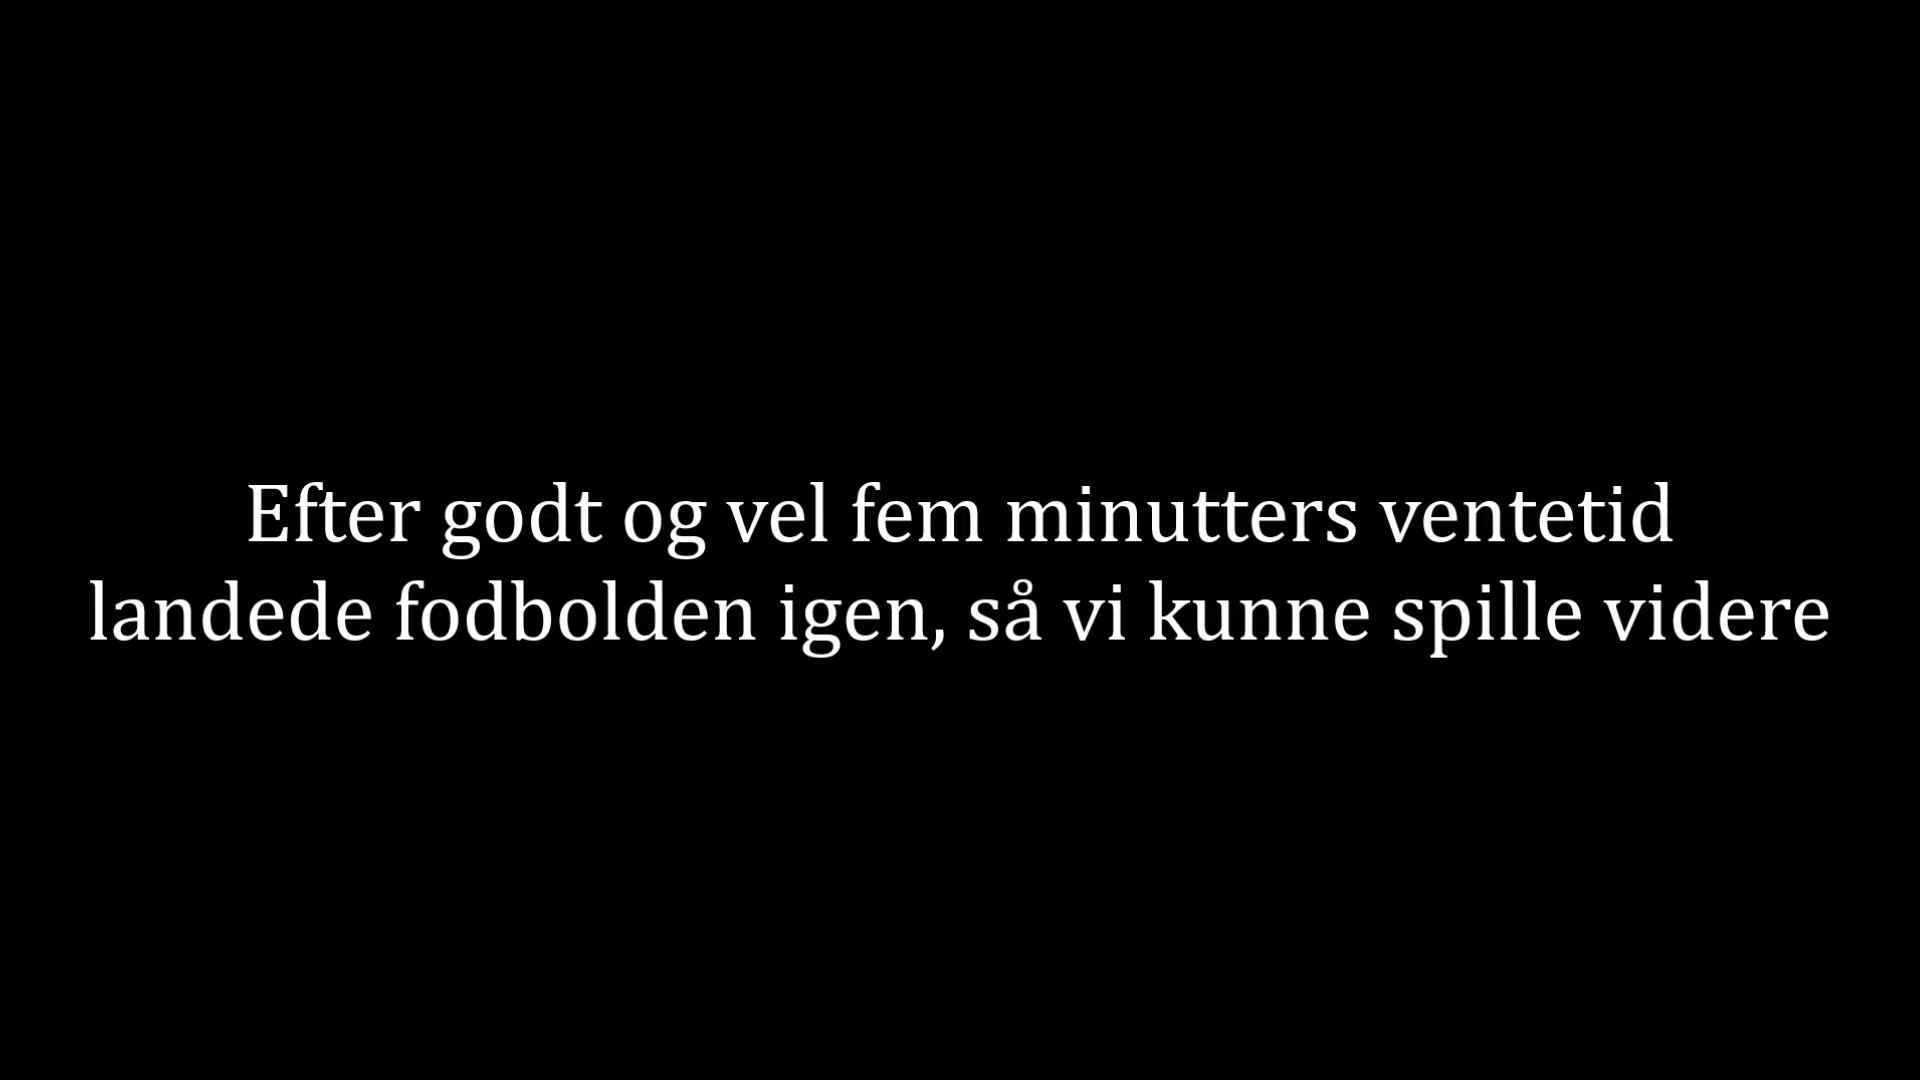 Efter godt og vel fem minutters ventetid
landede fodbolden igen, så vi kunne spille videre